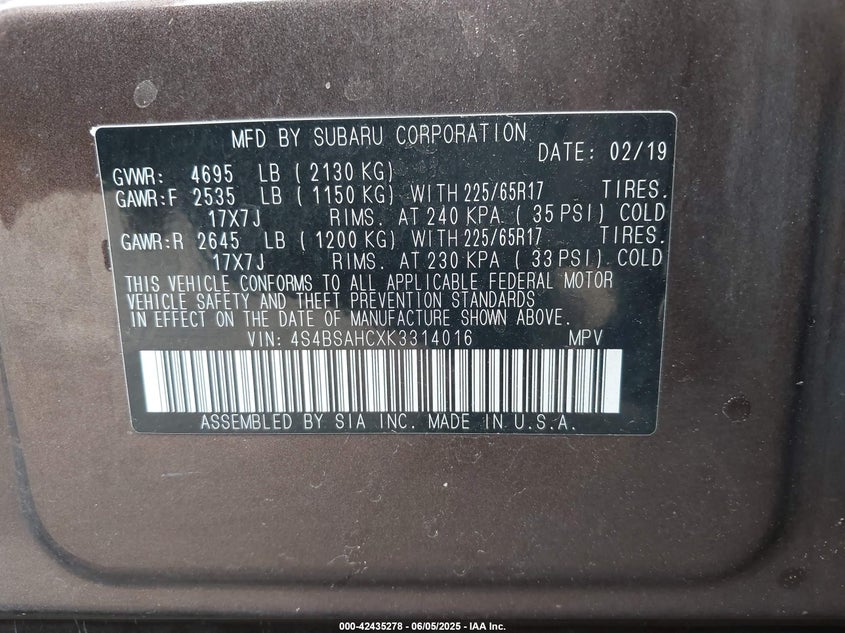 MFD BY SUBARU CORPORATION
DATE: 02/19
GVWR: 4695 LB ( 2130 KG)
GAWR:F 2535 LB ( 1150 KG) WITH 225/65R17 TIRES.
17X7J RIMS. AT 240 KPA ( 35 PSI) COLD
GAWR:R 2645 LB ( 1200 KG) WITH 225/65R17 TIRES.
17X7J RIMS. AT 230 KPA ( 33 PSI) COLD
THIS VEHICLE CONFORMS TO ALL APPLICABLE FEDERAL MOTOR
VEHICLE SAFETY AND THEFT PREVENTION STANDARDS
IN EFFECT ON THE DATE OF MANUFACTURE SHOWN ABOVE.
VIN: 4S4BSAHCXK3314016 MPV
ASSEMBLED BY SIA INC. MADE IN U.S.A.
000-42435278 - 06/05/2025 - IAA Inc.